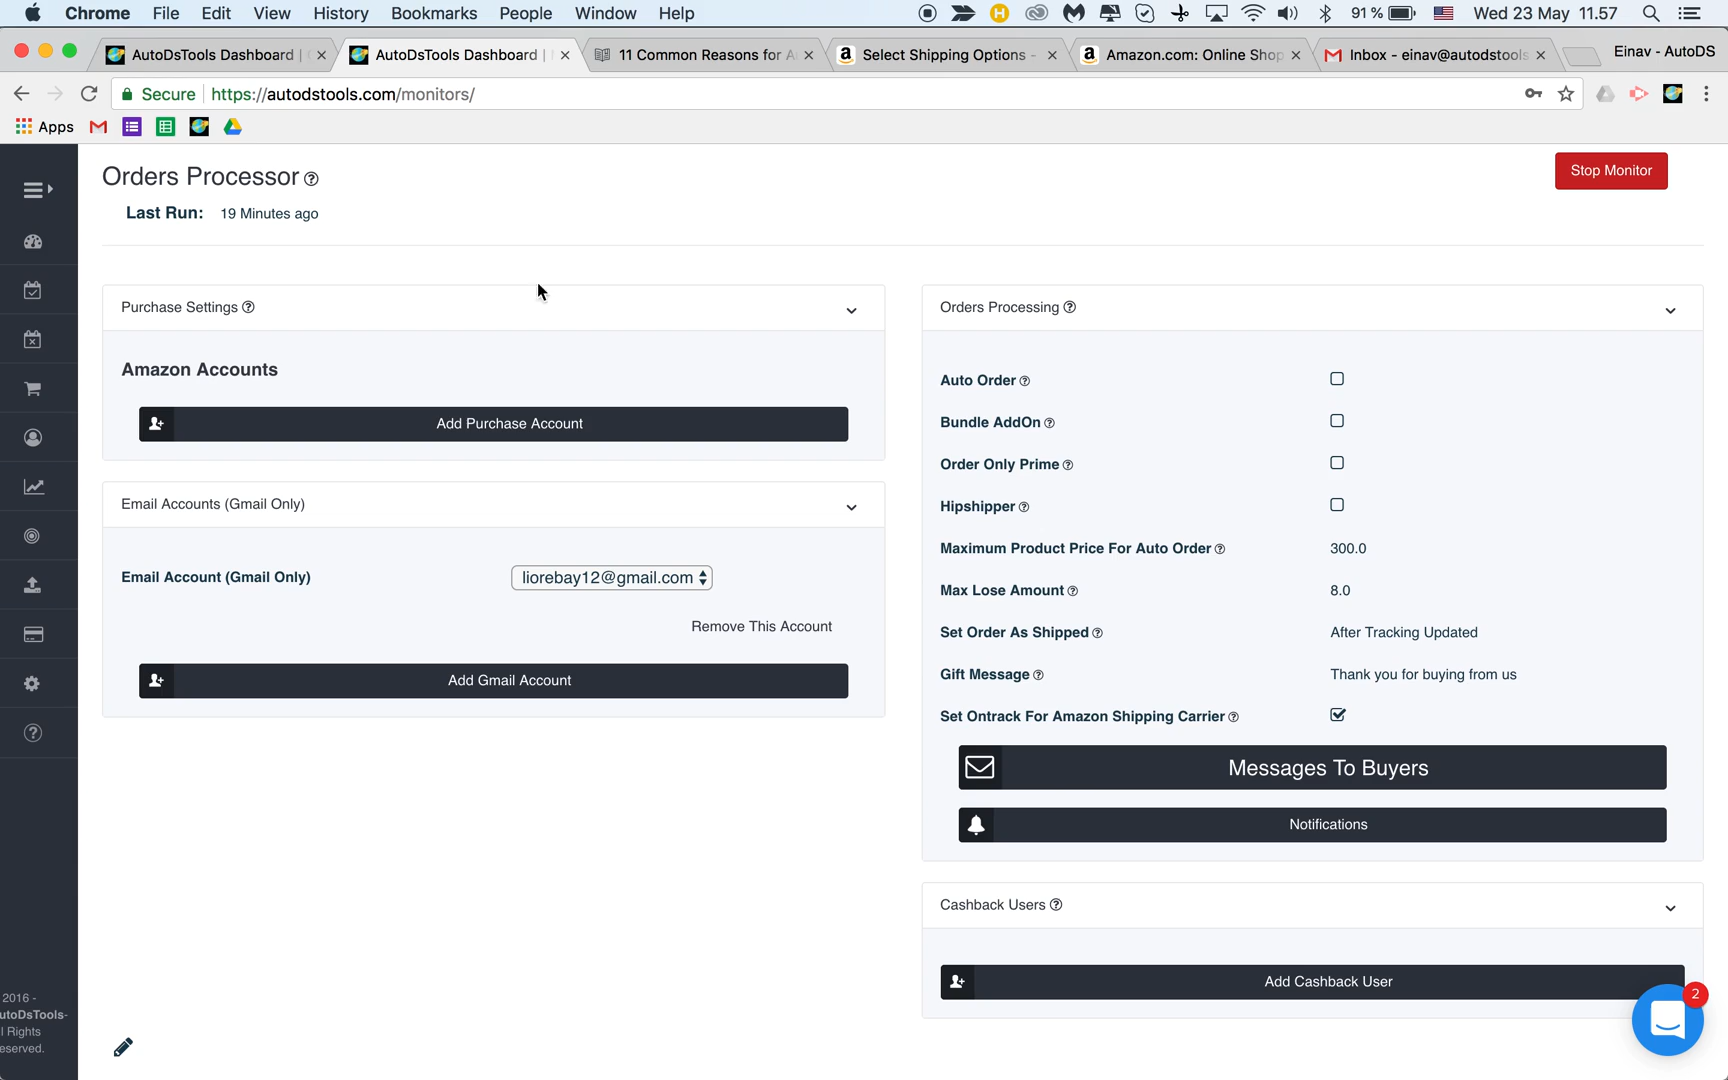 Chrome File Edit View History Bookmarks People Window Help 91 % Wed 23 May 11.57
AutoDsTools Dashboard | AutoDsTools Dashboard | 11 Common Reasons for Select Shipping Options - Amazon.com: Online Shop Inbox - einav@autodstools Einav - AutoDS
Secure https://autodstools.com/monitors/
Apps
Orders Processor
Stop Monitor
Last Run: 19 Minutes ago
Purchase Settings
Amazon Accounts
Add Purchase Account
Email Accounts (Gmail Only)
Email Account (Gmail Only) liorebay12@gmail.com
Remove This Account
Add Gmail Account
Orders Processing
Auto Order
Bundle AddOn
Order Only Prime
Hipshipper
Maximum Product Price For Auto Order 300.0
Max Lose Amount 8.0
Set Order As Shipped After Tracking Updated
Gift Message Thank you for buying from us
Set Ontrack For Amazon Shipping Carrier
Messages To Buyers
Notifications
Cashback Users
Add Cashback User
2
2016 -
utoDsTools-
l Rights
eserved.